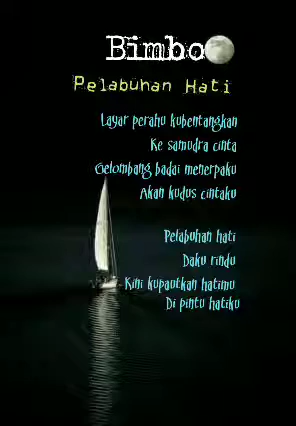 Bimbo
Pelabuhan Hati
Layar perahu kubentangkan
Ke samudra cinta
Gelombang badai menerpaku
Akan kudus cintaku
Pelabuhan hati
Daku rindu
Kini kupautkan hatimu
Di pintu hatiku